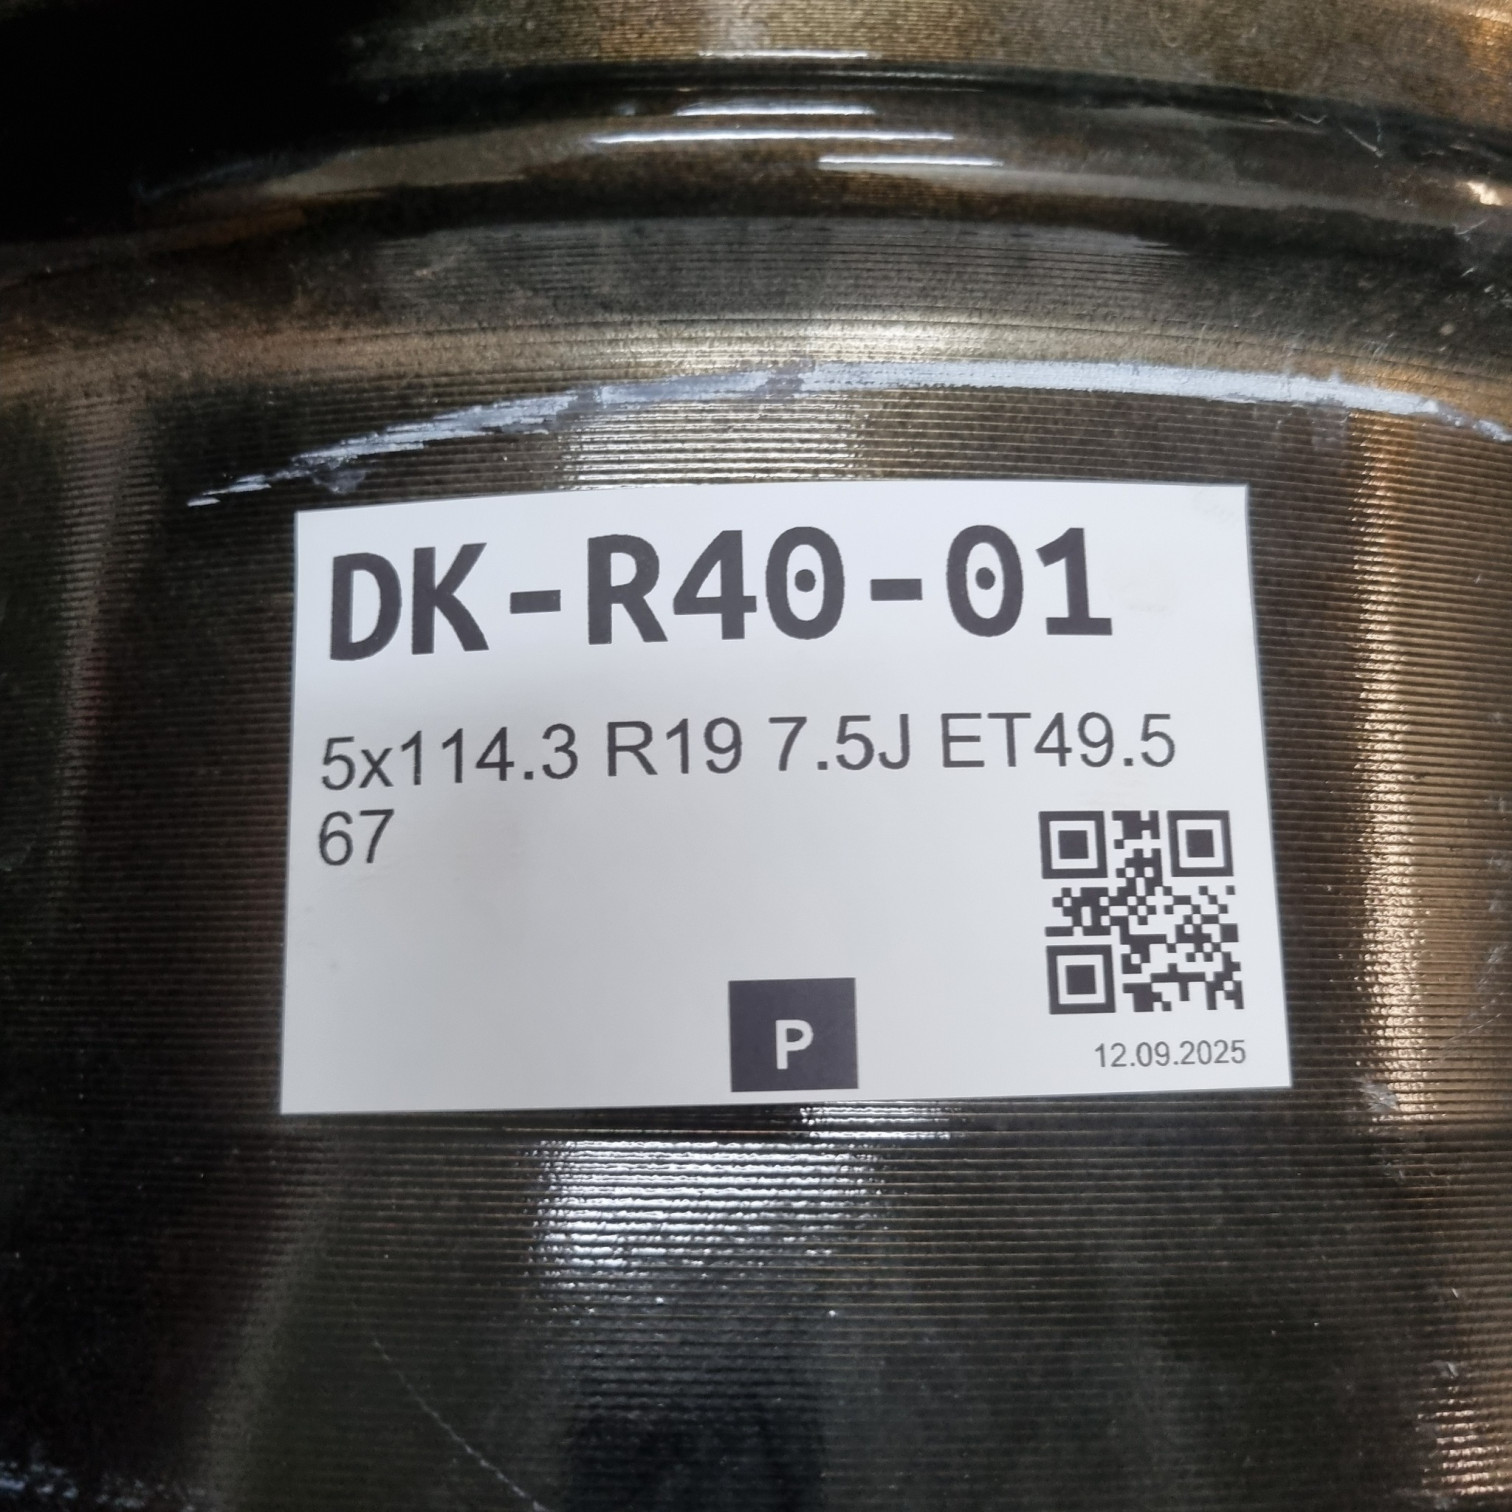 DK-R40-01
5x114.3 R19 7.5J ET49.5
67
P
12.09.2025